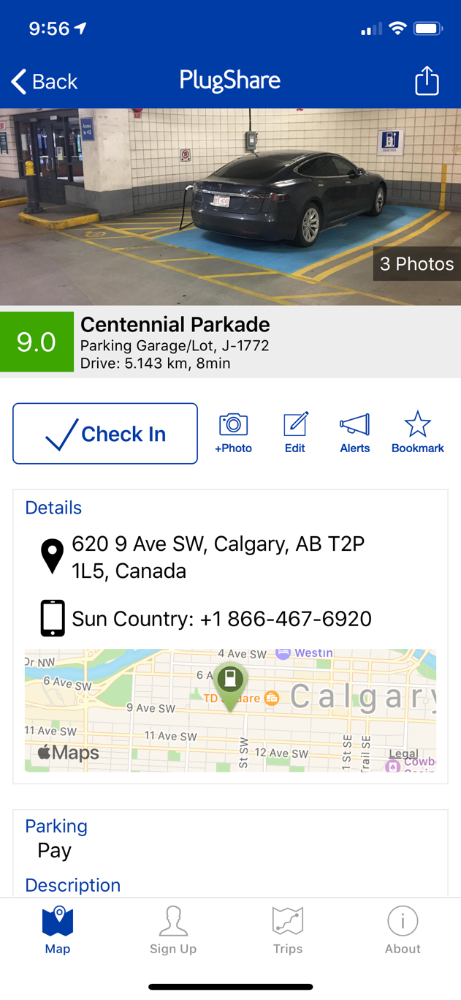 9:56
Back
PlugShare
Access
to +15
EV
3 Photos
9.0
Centennial Parkade
Parking Garage/Lot, J-1772
Drive: 5.143 km, 8min
Check In
+Photo
Edit
Alerts
Bookmark
Details
620 9 Ave SW, Calgary, AB T2P
1L5, Canada
Sun Country: +1 866-467-6920
4 Ave SW
Westin
Dr NW
6 A
6 Ave SW
TD
are
Calgary
9 Ave SW
11 Ave SW
11 Ave SW
St SW
12 Ave SW
1 St SE
Trail SE
Maps
Legal
Cowb
Parking
Pay
Description
Map
Sign Up
Trips
About